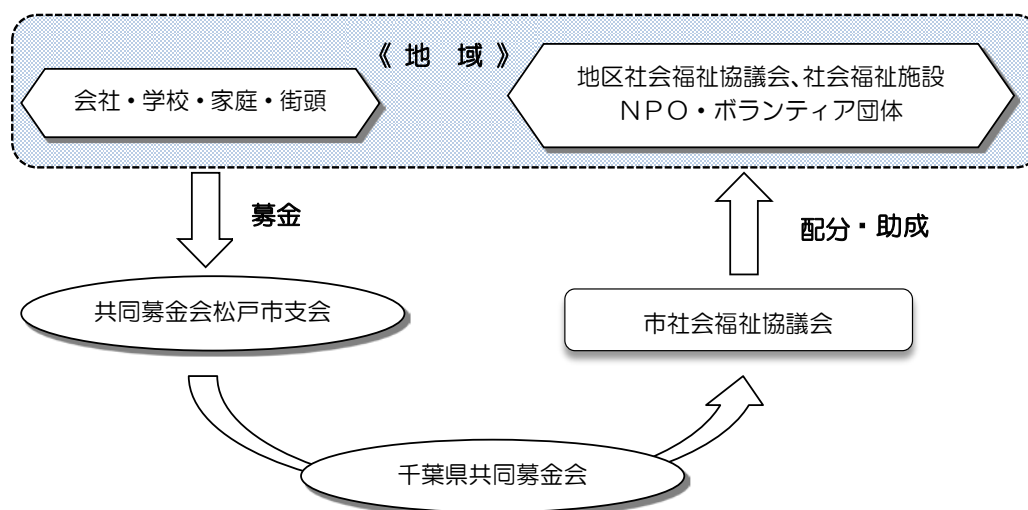 《 地　域 》
会社・学校・家庭・街頭
地区社会福祉協議会、社会福祉施設
ＮＰＯ・ボランティア団体
募金
配分・助成
共同募金会松戸市支会
市社会福祉協議会
千葉県共同募金会